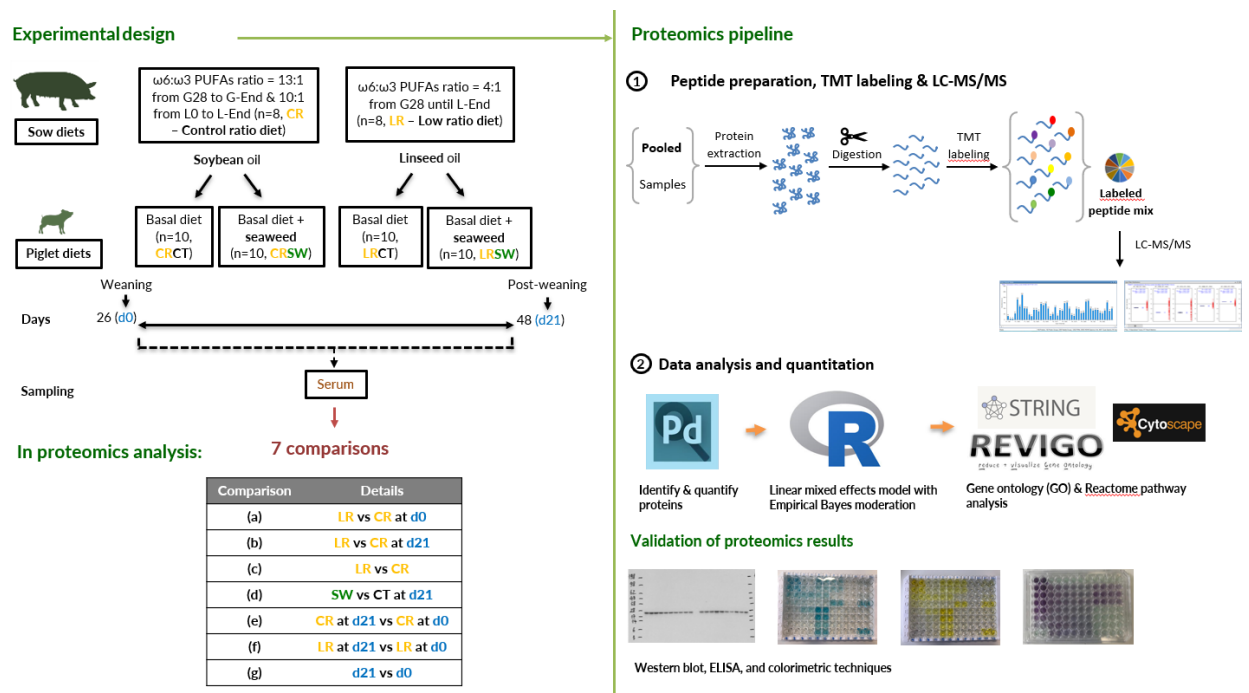 Experimental design
Sow diets
ω6:ω3 PUFAs ratio = 13:1
from G28 to G-End & 10:1
from L0 to L-End (n=8, CR
– Control ratio diet)
ω6:ω3 PUFAs ratio = 4:1
from G28 until L-End
(n=8, LR – Low ratio diet)
Soybean oil
Linseed oil
Piglet diets
Basal diet
(n=10,
CRCT)
Basal diet +
seaweed
(n=10, CRSW)
Basal diet
(n=10,
LRCT)
Basal diet +
seaweed
(n=10, LRSW)
Weaning
Post-weaning
Days
26 (d0)
48 (d21)
Sampling
Serum
In proteomics analysis:
7 comparisons
Comparison Details
(a) LR vs CR at d0
(b) LR vs CR at d21
(c) LR vs CR
(d) SW vs CT at d21
(e) CR at d21 vs CR at d0
(f) LR at d21 vs LR at d0
(g) d21 vs d0
Proteomics pipeline
1 Peptide preparation, TMT labeling & LC-MS/MS
Pooled
Samples
Protein
extraction
Digestion
TMT
labeling
Labeled
peptide mix
LC-MS/MS
2 Data analysis and quantitation
Pd
R
STRING
REVIGO
reduce + visualize Gene Ontology
Cytoscape
Identify & quantify
proteins
Linear mixed effects model with
Empirical Bayes moderation
Gene ontology (GO) & Reactome pathway
analysis
Validation of proteomics results
Western blot, ELISA, and colorimetric techniques